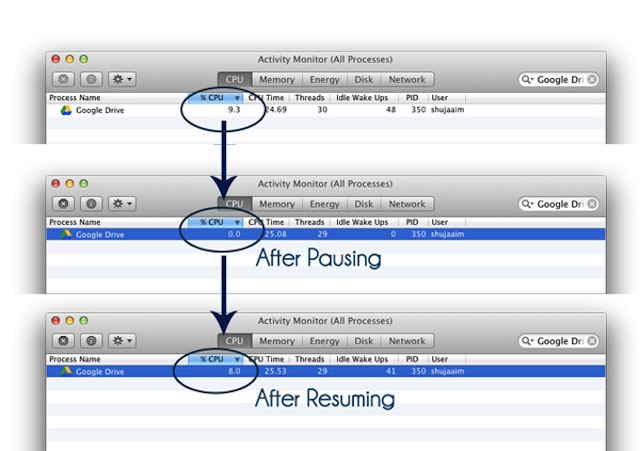 Activity Monitor (All Processes)
CPU Memory Energy Disk Network Google Dri
Process Name % CPU CPU Time Threads Idle Wake Ups PID User
Google Drive 9.3 24.69 30 48 350 shujaaim
Activity Monitor (All Processes)
CPU Memory Energy Disk Network Google Dri
Process Name % CPU CPU Time Threads Idle Wake Ups PID User
Google Drive 0.0 25.08 29 0 350 shujaaim
After Pausing
Activity Monitor (All Processes)
CPU Memory Energy Disk Network Google Dri
Process Name % CPU CPU Time Threads Idle Wake Ups PID User
Google Drive 8.0 25.53 29 41 350 shujaaim
After Resuming